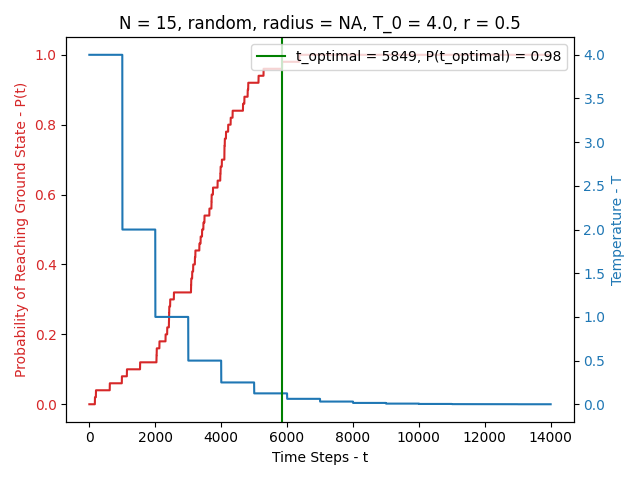 N = 15, random, radius = NA, T_0 = 4.0, r = 0.5
t_optimal = 5849, P(t_optimal) = 0.98
Probability of Reaching Ground State - P(t)
1.0
0.8
0.6
0.4
0.2
0.0
4.0
3.5
3.0
2.5
2.0
1.5
1.0
0.5
0.0
Temperature - T
0 2000 4000 6000 8000 10000 12000 14000
Time Steps - t